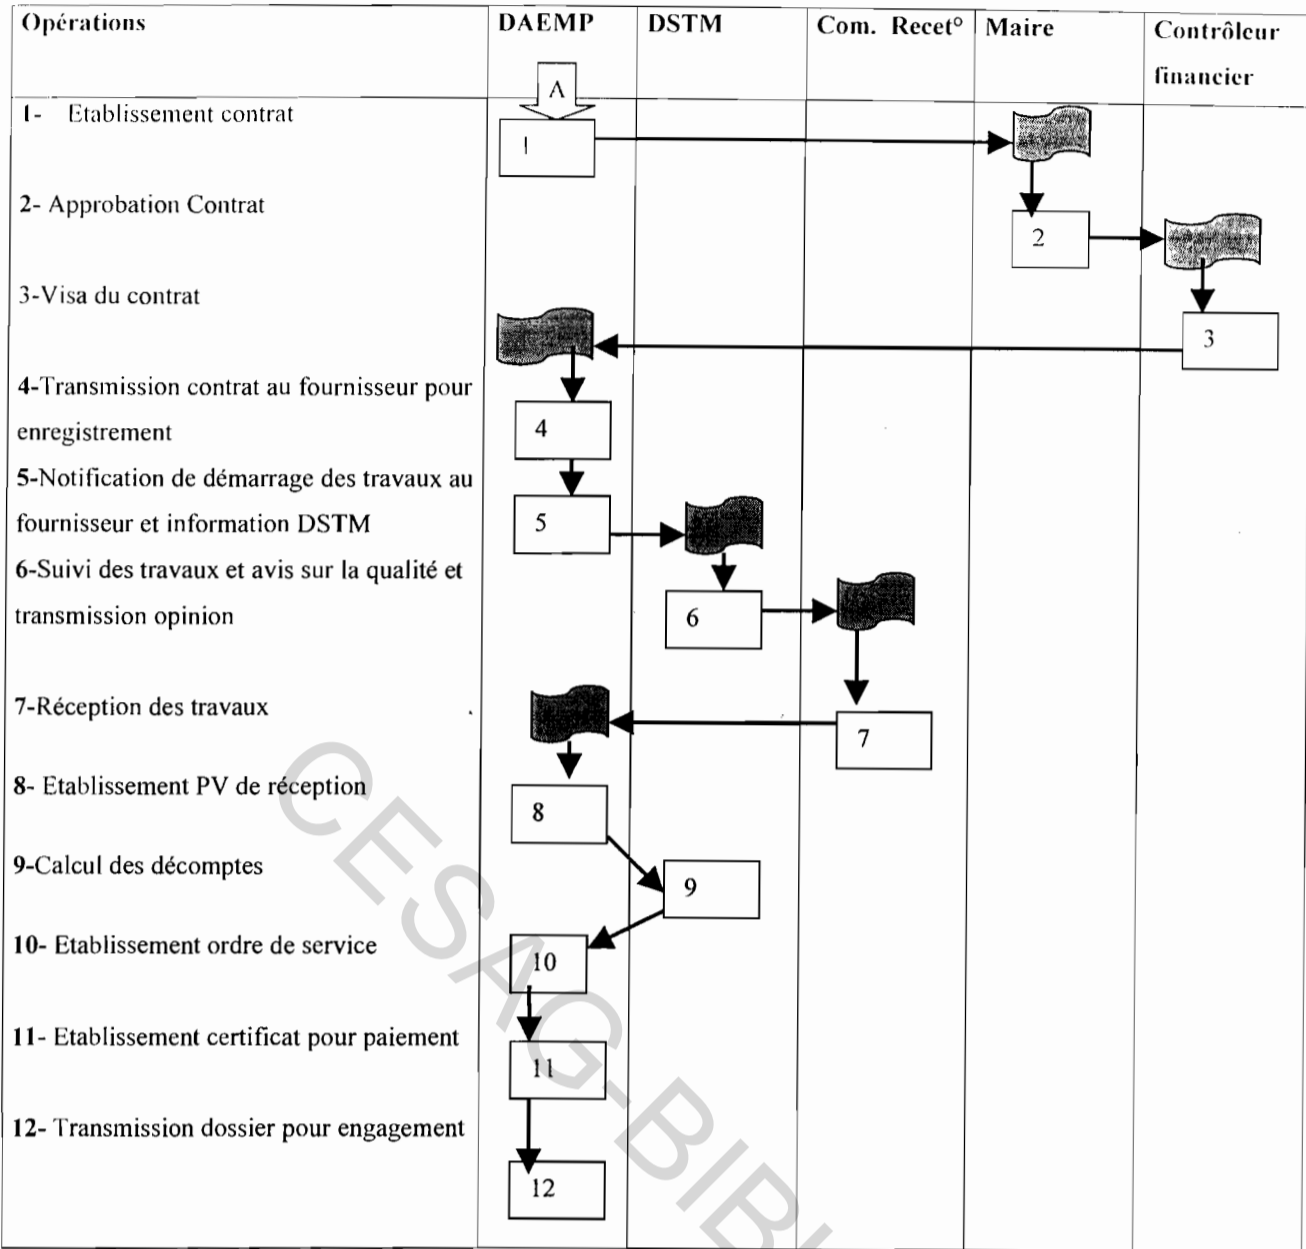 Opérations DAEMP DSTM Com. Recet° Maire Contrôleur
financier
A
1- Etablissement contrat
1
2- Approbation Contrat
2
3-Visa du contrat
3
4-Transmission contrat au fournisseur pour
enregistrement
4
5-Notification de démarrage des travaux au
fournisseur et information DSTM
5
6-Suivi des travaux et avis sur la qualité et
transmission opinion
6
7-Réception des travaux
7
8- Etablissement PV de réception
8
9-Calcul des décomptes
9
10- Etablissement ordre de service
10
11- Etablissement certificat pour paiement
11
12- Transmission dossier pour engagement
12
CESAG-BIBL